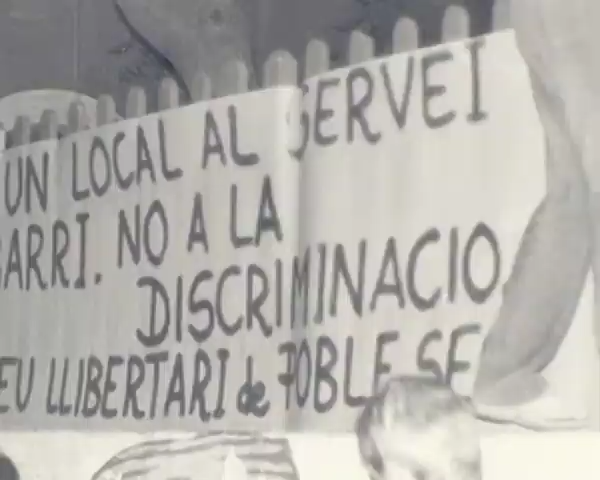 UN LOCAL AL SERVEI
ARRI. NO A LA
DISCRIMINACIO
EU LLIBERTARI de POBLE SE